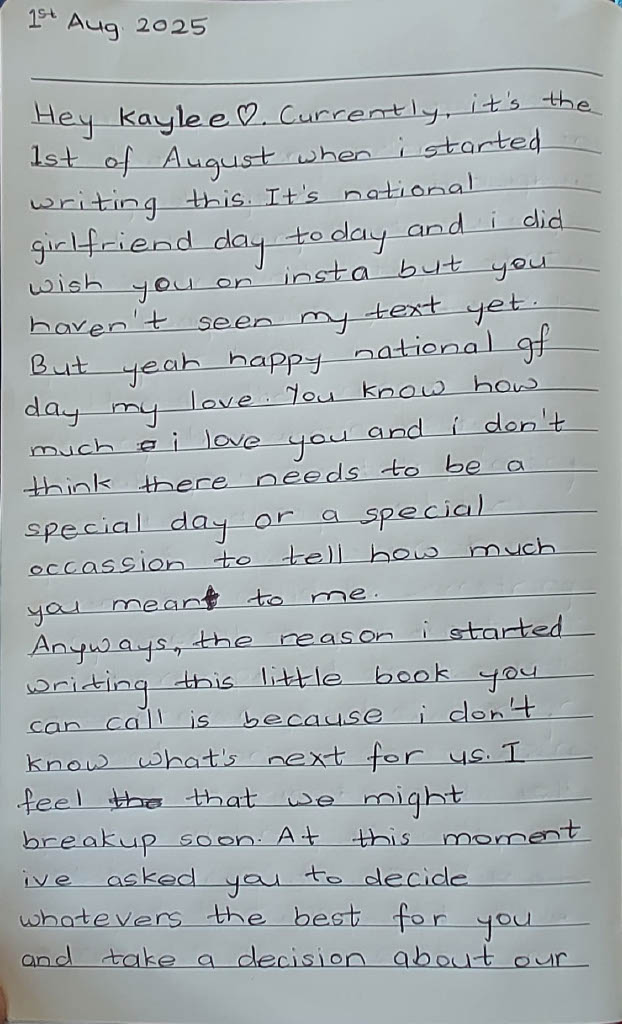 1st Aug. 2025
Hey Kaylee♡. Currently, it's the
1st of August when i started
writing this. It's national
girlfriend day today and i did
wish you on insta but you
haven't seen my text yet.
But yeah happy national gf
day my love. You know how
much i love you and i don't
think there needs to be a
special day or a special
occassion to tell how much
you meant to me.
Anyways, the reason i started
writing this little book you
can call is because i don't
know what's next for us. I
feel the that we might
breakup soon. At this moment
ive asked you to decide
whatevers the best for you
and take a decision about our